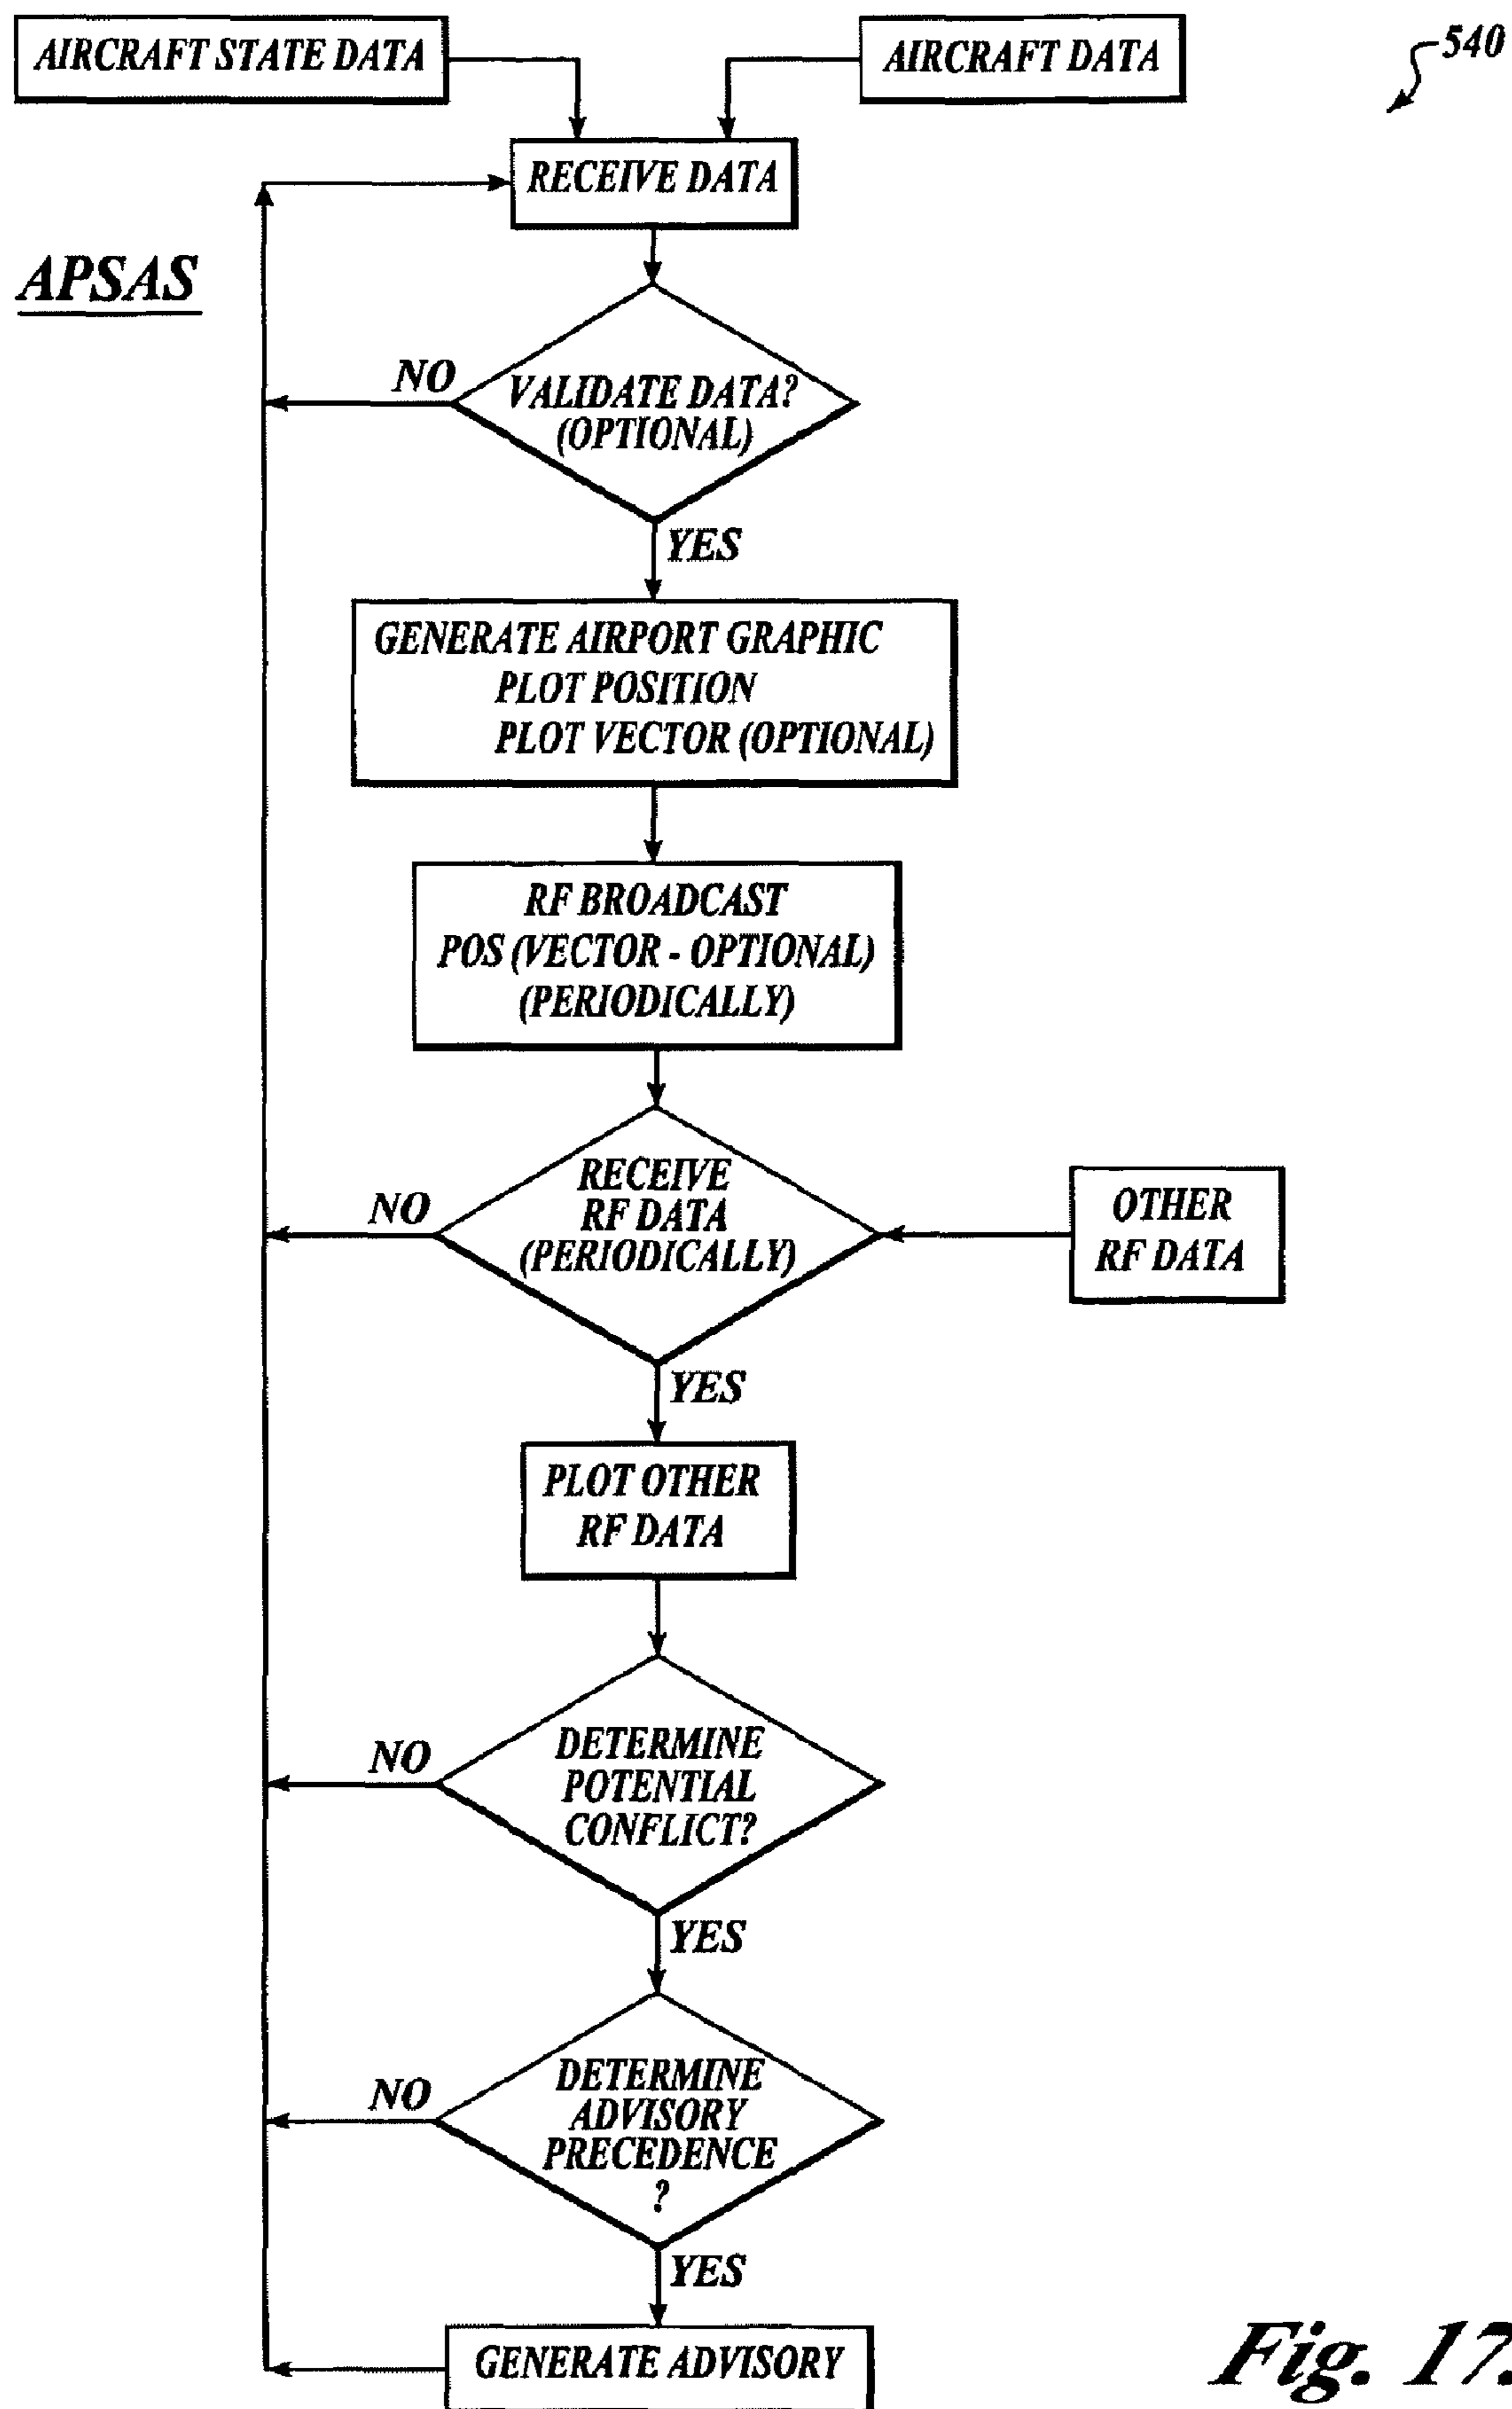 AIRCRAFT STATE DATA
AIRCRAFT DATA
540
RECEIVE DATA
APSAS
NO
VALIDATE DATA?
(OPTIONAL)
YES
GENERATE AIRPORT GRAPHIC
PLOT POSITION
PLOT VECTOR (OPTIONAL)
RF BROADCAST
POS (VECTOR - OPTIONAL)
(PERIODICALLY)
NO
RECEIVE
RF DATA
(PERIODICALLY)
OTHER
RF DATA
YES
PLOT OTHER
RF DATA
NO
DETERMINE
POTENTIAL
CONFLICT?
YES
NO
DETERMINE
ADVISORY
PRECEDENCE
?
YES
GENERATE ADVISORY
Fig. 17.